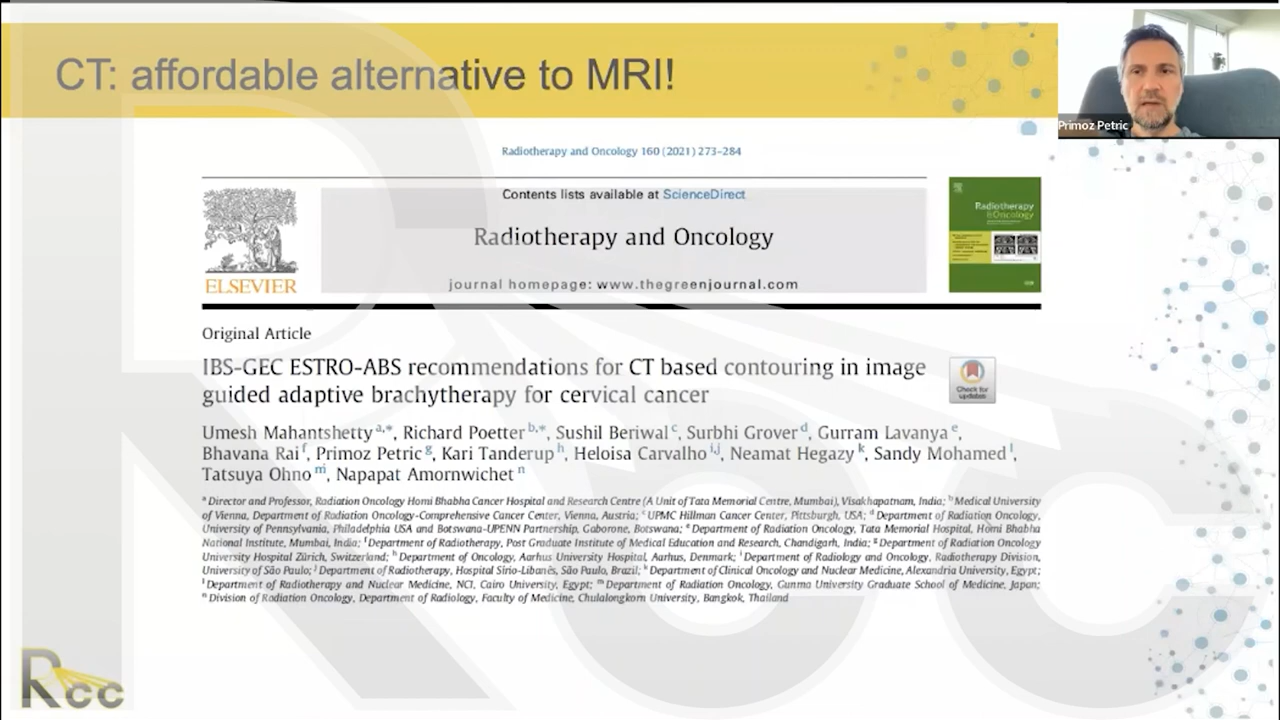 CT: affordable alternative to MRI!
Primoz Petric
Radiotherapy and Oncology 160 (2021) 273–284
Contents lists available at ScienceDirect
Radiotherapy and Oncology
journal homepage: www.thegreenjournal.com
ELSEVIER
Radiotherapy
&Oncology
Original Article
IBS-GEC ESTRO-ABS recommendations for CT based contouring in image
guided adaptive brachytherapy for cervical cancer
Check for
updates
Umesh Mahantshetty a,*, Richard Poetter b,*, Sushil Beriwal c, Surbhi Grover d, Gurram Lavanya e,
Bhavana Rai f, Primoz Petric g, Kari Tanderup h, Heloisa Carvalho i,j, Neamat Hegazy k, Sandy Mohamed l,
Tatsuya Ohno m, Napapat Amornwichet n
a Director and Professor, Radiation Oncology Homi Bhabha Cancer Hospital and Research Centre (A Unit of Tata Memorial Centre, Mumbai), Visakhapatnam, India; b Medical University
of Vienna, Department of Radiation Oncology-Comprehensive Cancer Center, Vienna, Austria; c UPMC Hillman Cancer Center, Pittsburgh, USA; d Department of Radiation Oncology,
University of Pennsylvania, Philadelphia USA and Botswana-UPENN Partnership, Gaborone, Botswana; e Department of Radiation Oncology, Tata Memorial Hospital, Homi Bhabha
National Institute, Mumbai, India; f Department of Radiotherapy, Post Graduate Institute of Medical Education and Research, Chandigarh, India; g Department of Radiation Oncology
University Hospital Zürich, Switzerland; h Department of Oncology, Aarhus University Hospital, Aarhus, Denmark; i Department of Radiology and Oncology, Radiotherapy Division,
University of São Paulo; j Department of Radiotherapy, Hospital Sírio-Libanês, São Paulo, Brazil; k Department of Clinical Oncology and Nuclear Medicine, Alexandria University, Egypt;
l Department of Radiotherapy and Nuclear Medicine, NCI, Cairo University, Egypt; m Department of Radiation Oncology, Gunma University Graduate School of Medicine, Japan;
n Division of Radiation Oncology, Department of Radiology, Faculty of Medicine, Chulalongkorn University, Bangkok, Thailand
Rcc